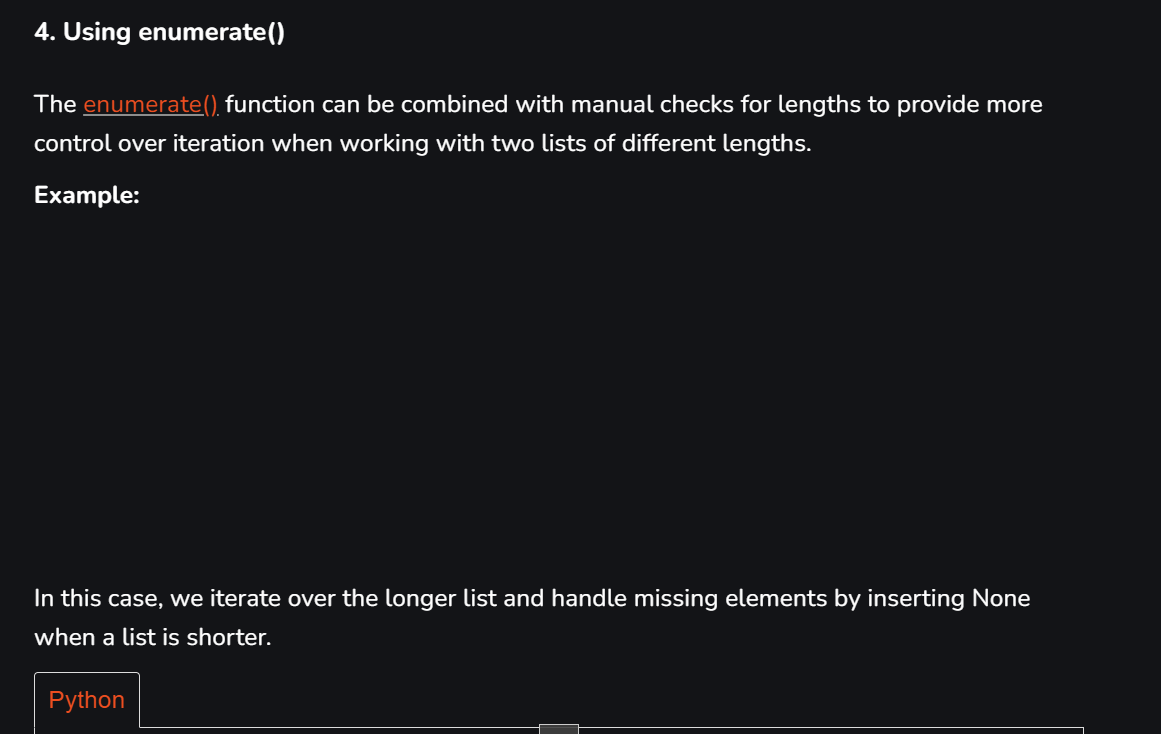 4. Using enumerate()
The enumerate() function can be combined with manual checks for lengths to provide more
control over iteration when working with two lists of different lengths.
Example:
In this case, we iterate over the longer list and handle missing elements by inserting None
when a list is shorter.
Python